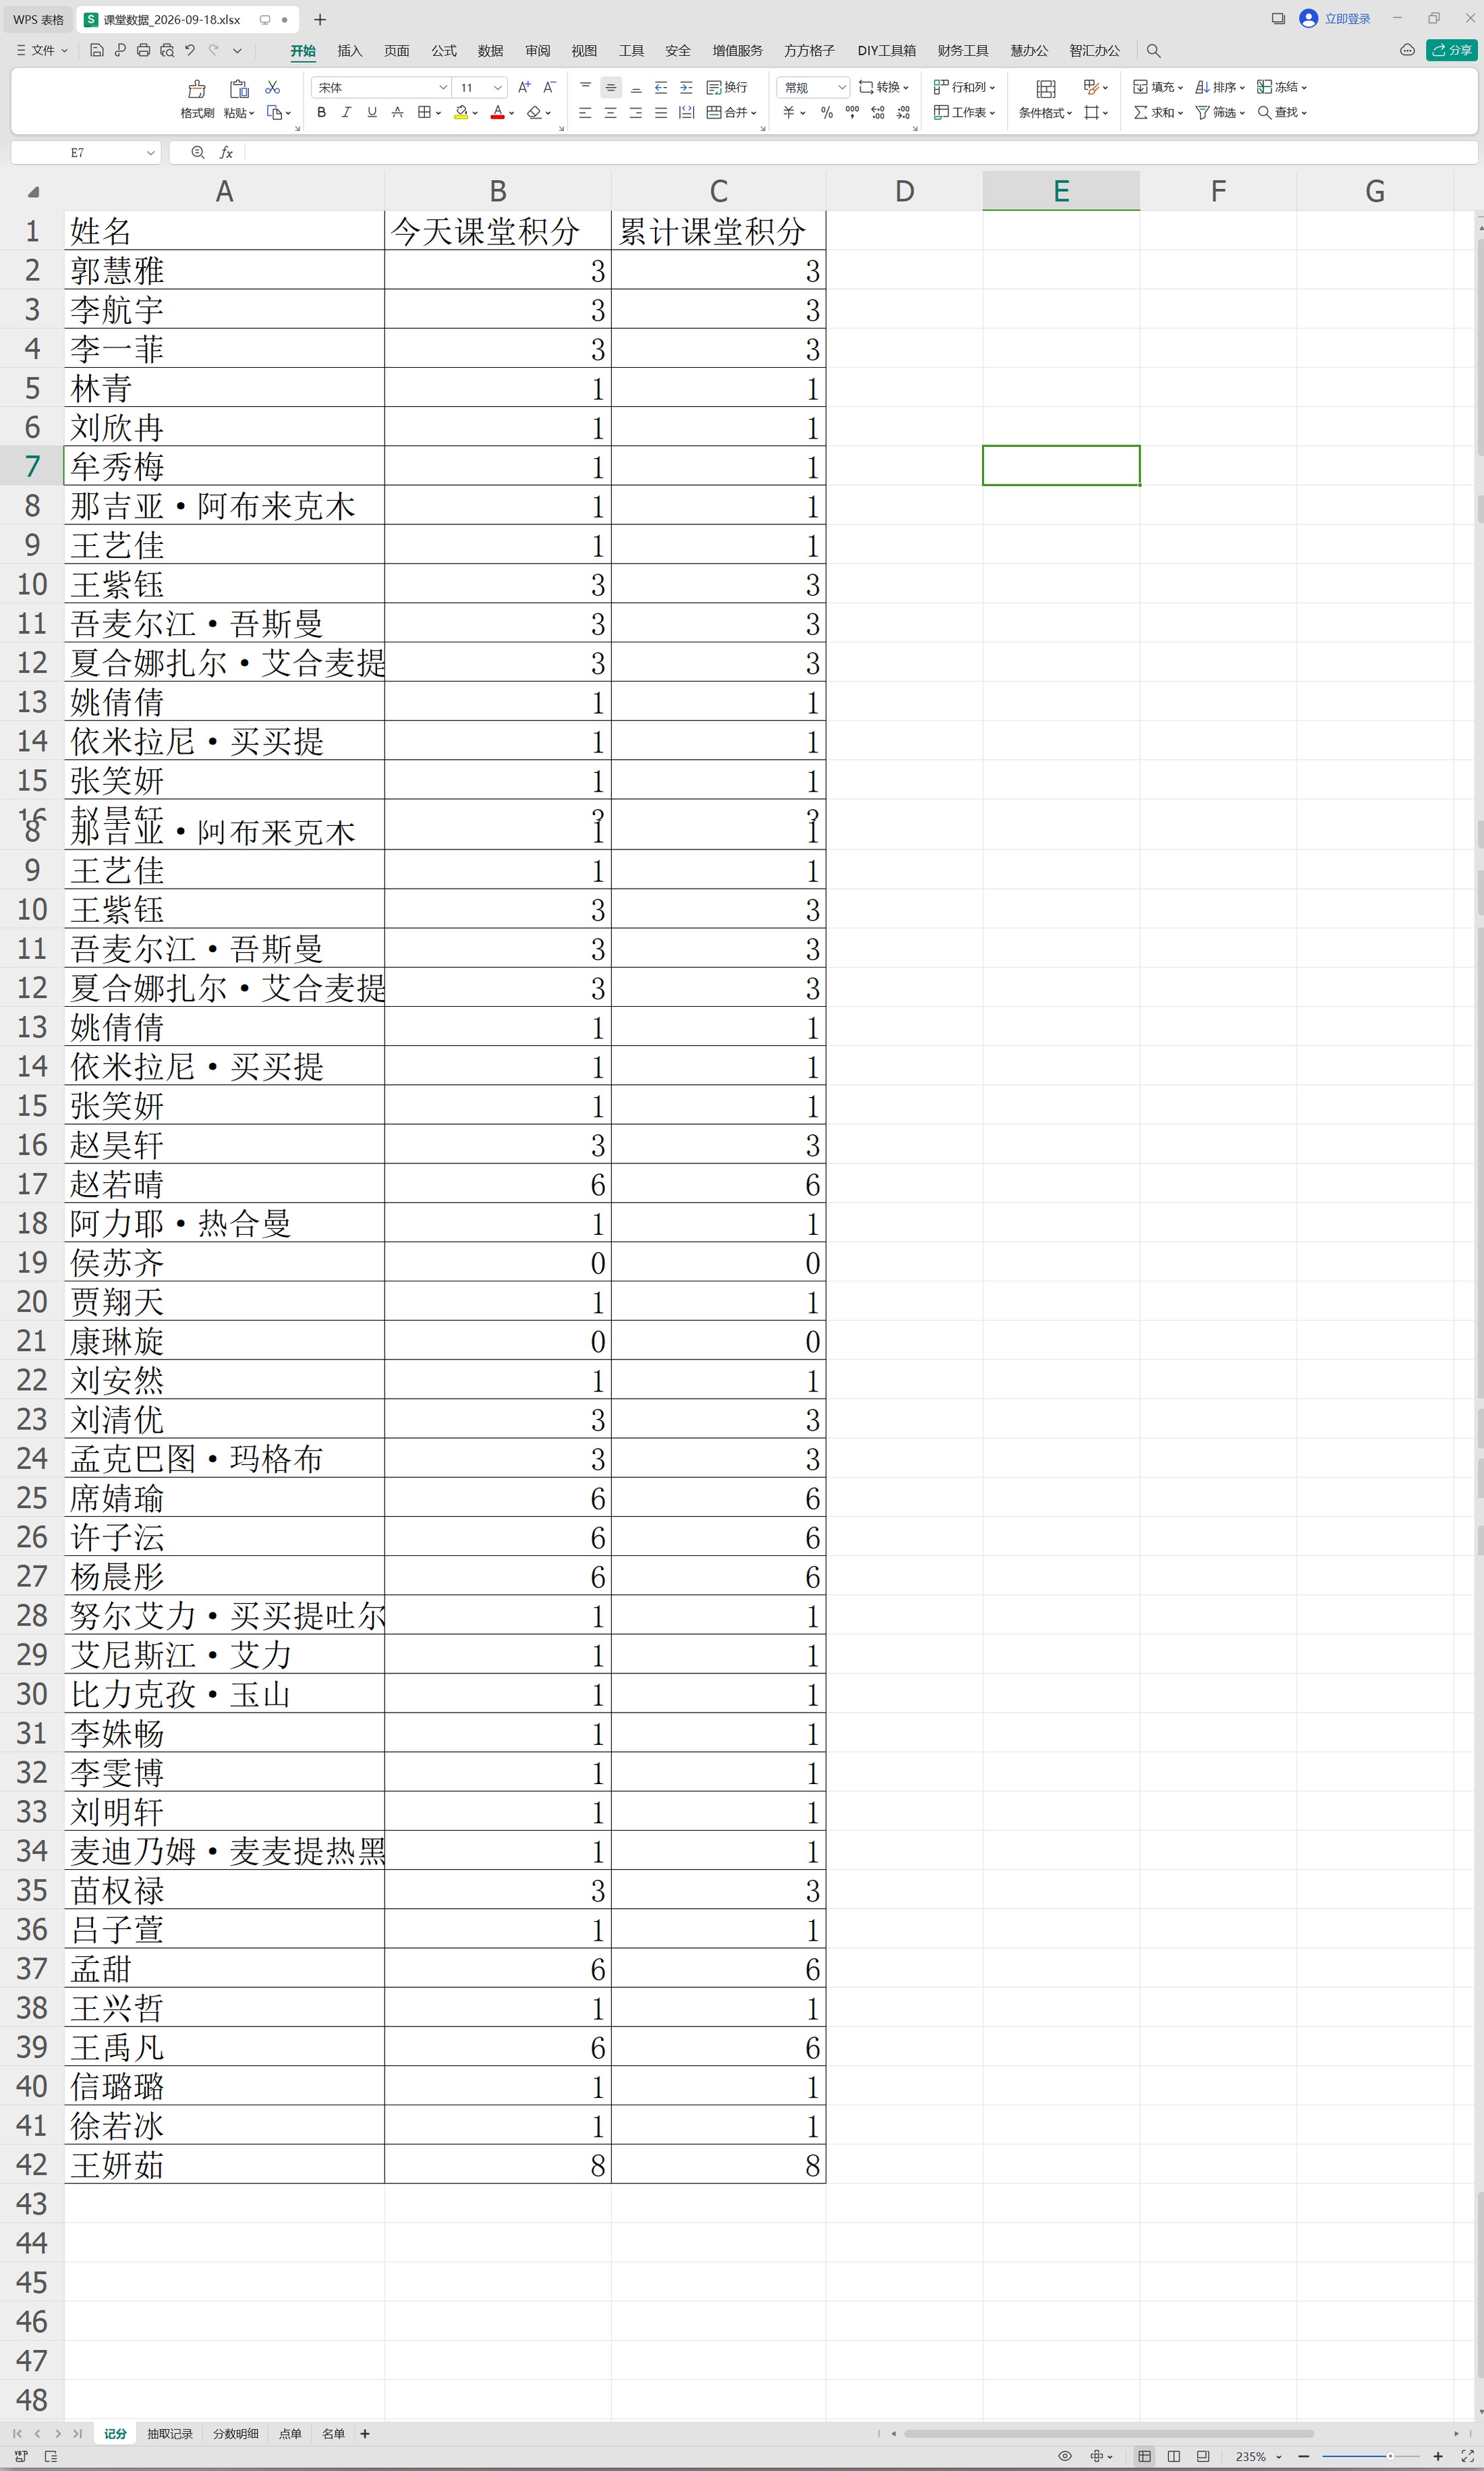 WPS 表格 课堂数据_2026-09-18.xlsx 立即登录
文件 开始 插入 页面 公式 数据 审阅 视图 工具 安全 增值服务 方方格子 DIY工具箱 财务工具 慧办公 智汇办公 分享
宋体 11 换行 常规 转换 行和列 填充 排序 冻结
格式刷 粘贴 合并 工作表 条件格式 求和 筛选 查找
E7 fx
A B C D E F G
1 姓名 今天课堂积分 累计课堂积分
2 郭慧雅 3 3
3 李航宇 3 3
4 李一菲 3 3
5 林青 1 1
6 刘欣冉 1 1
7 牟秀梅 1 1
8 那吉亚·阿布来克木 1 1
9 王艺佳 1 1
10 王紫钰 3 3
11 吾麦尔江·吾斯曼 3 3
12 夏合娜扎尔·艾合麦提 3 3
13 姚倩倩 1 1
14 依米拉尼·买买提 1 1
15 张笑妍 1 1
16 赵昊轩 3 3
8 那吉亚·阿布来克木 1 1
9 王艺佳 1 1
10 王紫钰 3 3
11 吾麦尔江·吾斯曼 3 3
12 夏合娜扎尔·艾合麦提 3 3
13 姚倩倩 1 1
14 依米拉尼·买买提 1 1
15 张笑妍 1 1
16 赵昊轩 3 3
17 赵若晴 6 6
18 阿力耶·热合曼 1 1
19 侯苏齐 0 0
20 贾翔天 1 1
21 康琳旋 0 0
22 刘安然 1 1
23 刘清优 3 3
24 孟克巴图·玛格布 3 3
25 席婧瑜 6 6
26 许子沄 6 6
27 杨晨彤 6 6
28 努尔艾力·买买提吐尔 1 1
29 艾尼斯江·艾力 1 1
30 比力克孜·玉山 1 1
31 李姝畅 1 1
32 李雯博 1 1
33 刘明轩 1 1
34 麦迪乃姆·麦麦提热黑 1 1
35 苗权禄 3 3
36 吕子萱 1 1
37 孟甜 6 6
38 王兴哲 1 1
39 王禹凡 6 6
40 信璐璐 1 1
41 徐若冰 1 1
42 王妍茹 8 8
43
44
45
46
47
48
记分 抽取记录 分数明细 点单 名单
235%